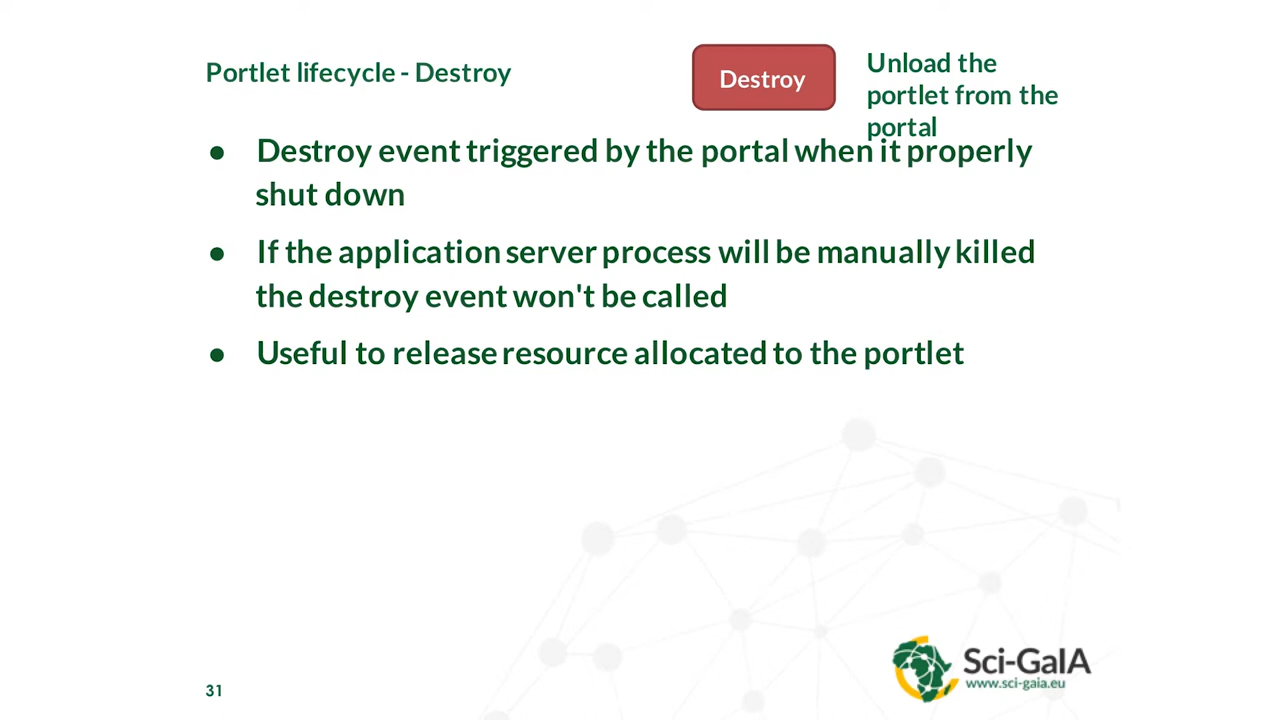 Portlet lifecycle - Destroy
Destroy
Unload the
portlet from the
portal
● Destroy event triggered by the portal when it properly
shut down
● If the application server process will be manually killed
the destroy event won't be called
● Useful to release resource allocated to the portlet
31
Sci-GaIA
www.sci-gaia.eu